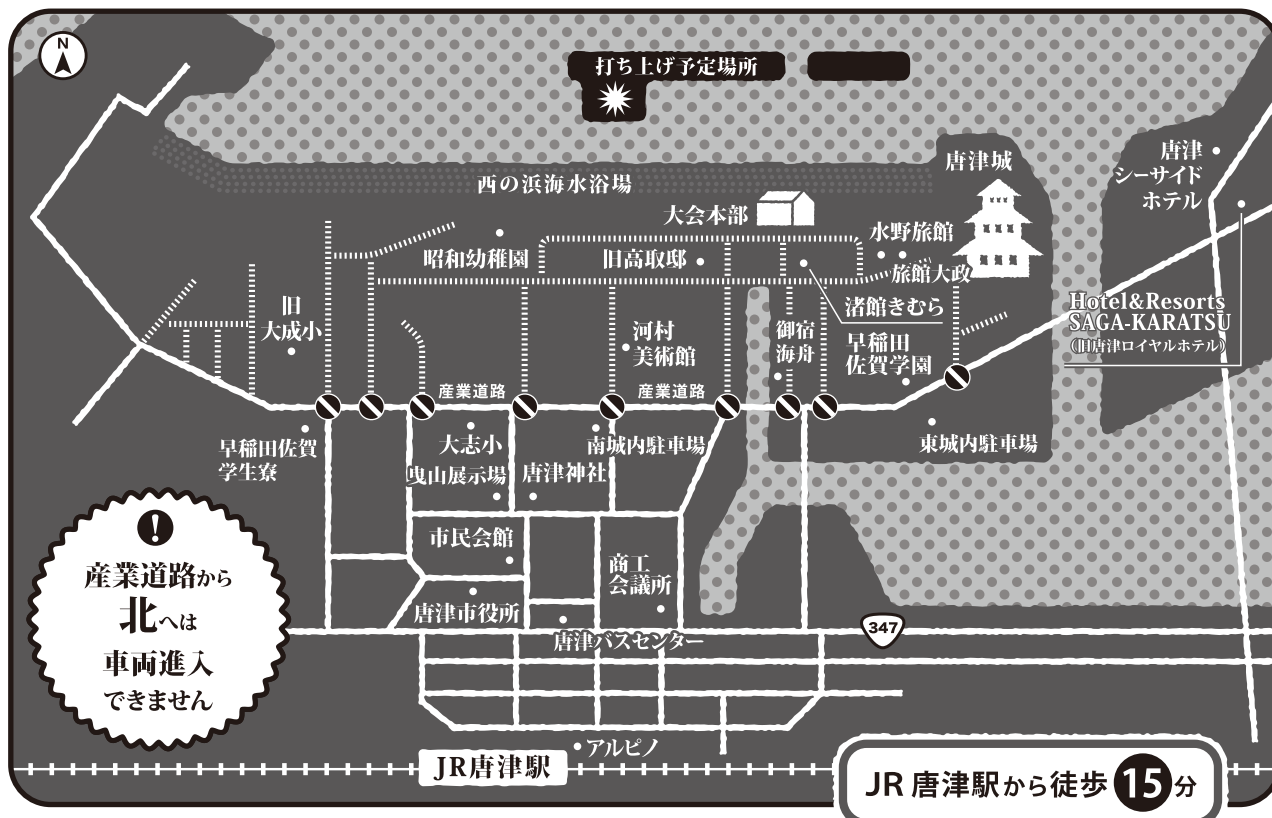 N
打ち上げ予定場所
西の浜海水浴場
唐津城
唐津
シーサイド
ホテル
大会本部
水野旅館
昭和幼稚園
旧高取邸
旅館大政
旧
大成小
渚館きむら
Hotel&Resorts
SAGA-KARATSU
(旧唐津ロイヤルホテル)
河村
美術館
御宿
海舟
早稲田
佐賀学園
産業道路
産業道路
早稲田佐賀
学生寮
大志小
南城内駐車場
東城内駐車場
曳山展示場
唐津神社
市民会館
商工
会議所
唐津市役所
唐津バスセンター
347
!
産業道路から
北へは
車両進入
できません
アルピノ
JR唐津駅
JR 唐津駅から徒歩15分